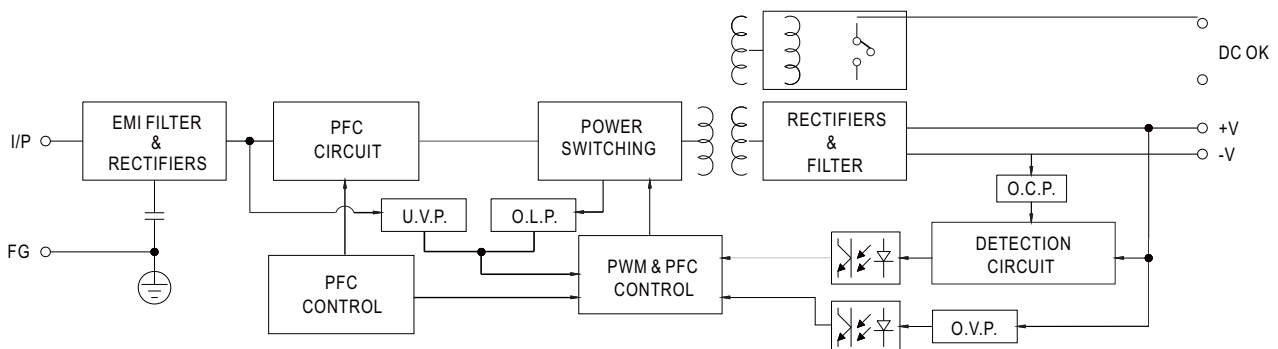 DC OK
I/P
EMI FILTER
&
RECTIFIERS
PFC
CIRCUIT
POWER
SWITCHING
RECTIFIERS
&
FILTER
+V
-V
O.C.P.
U.V.P.
O.L.P.
FG
PFC
CONTROL
PWM & PFC
CONTROL
DETECTION
CIRCUIT
O.V.P.